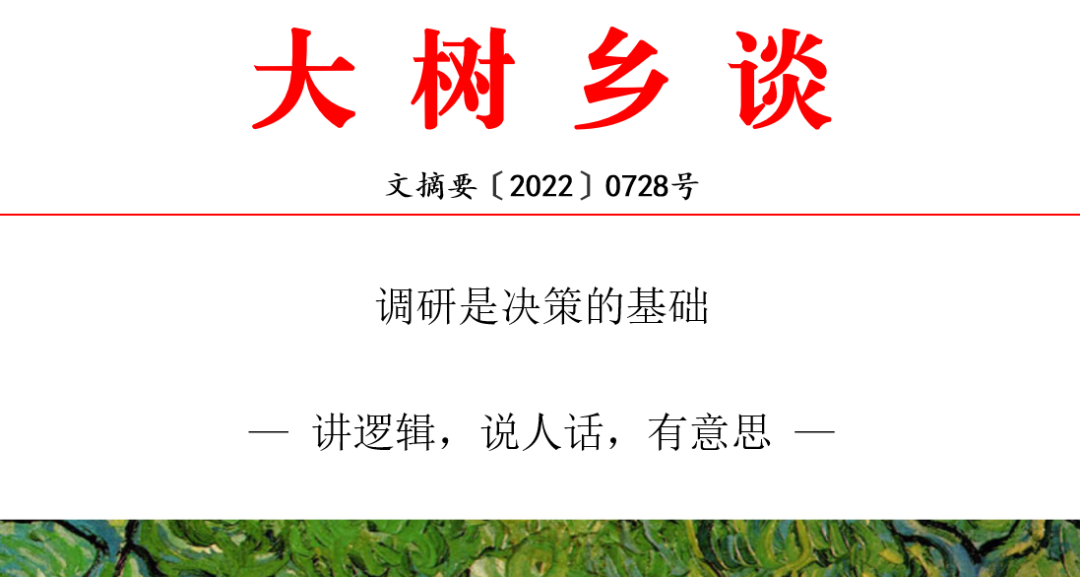 大树乡谈
文摘要〔2022〕0728号
调研是决策的基础
— 讲逻辑，说人话，有意思 —